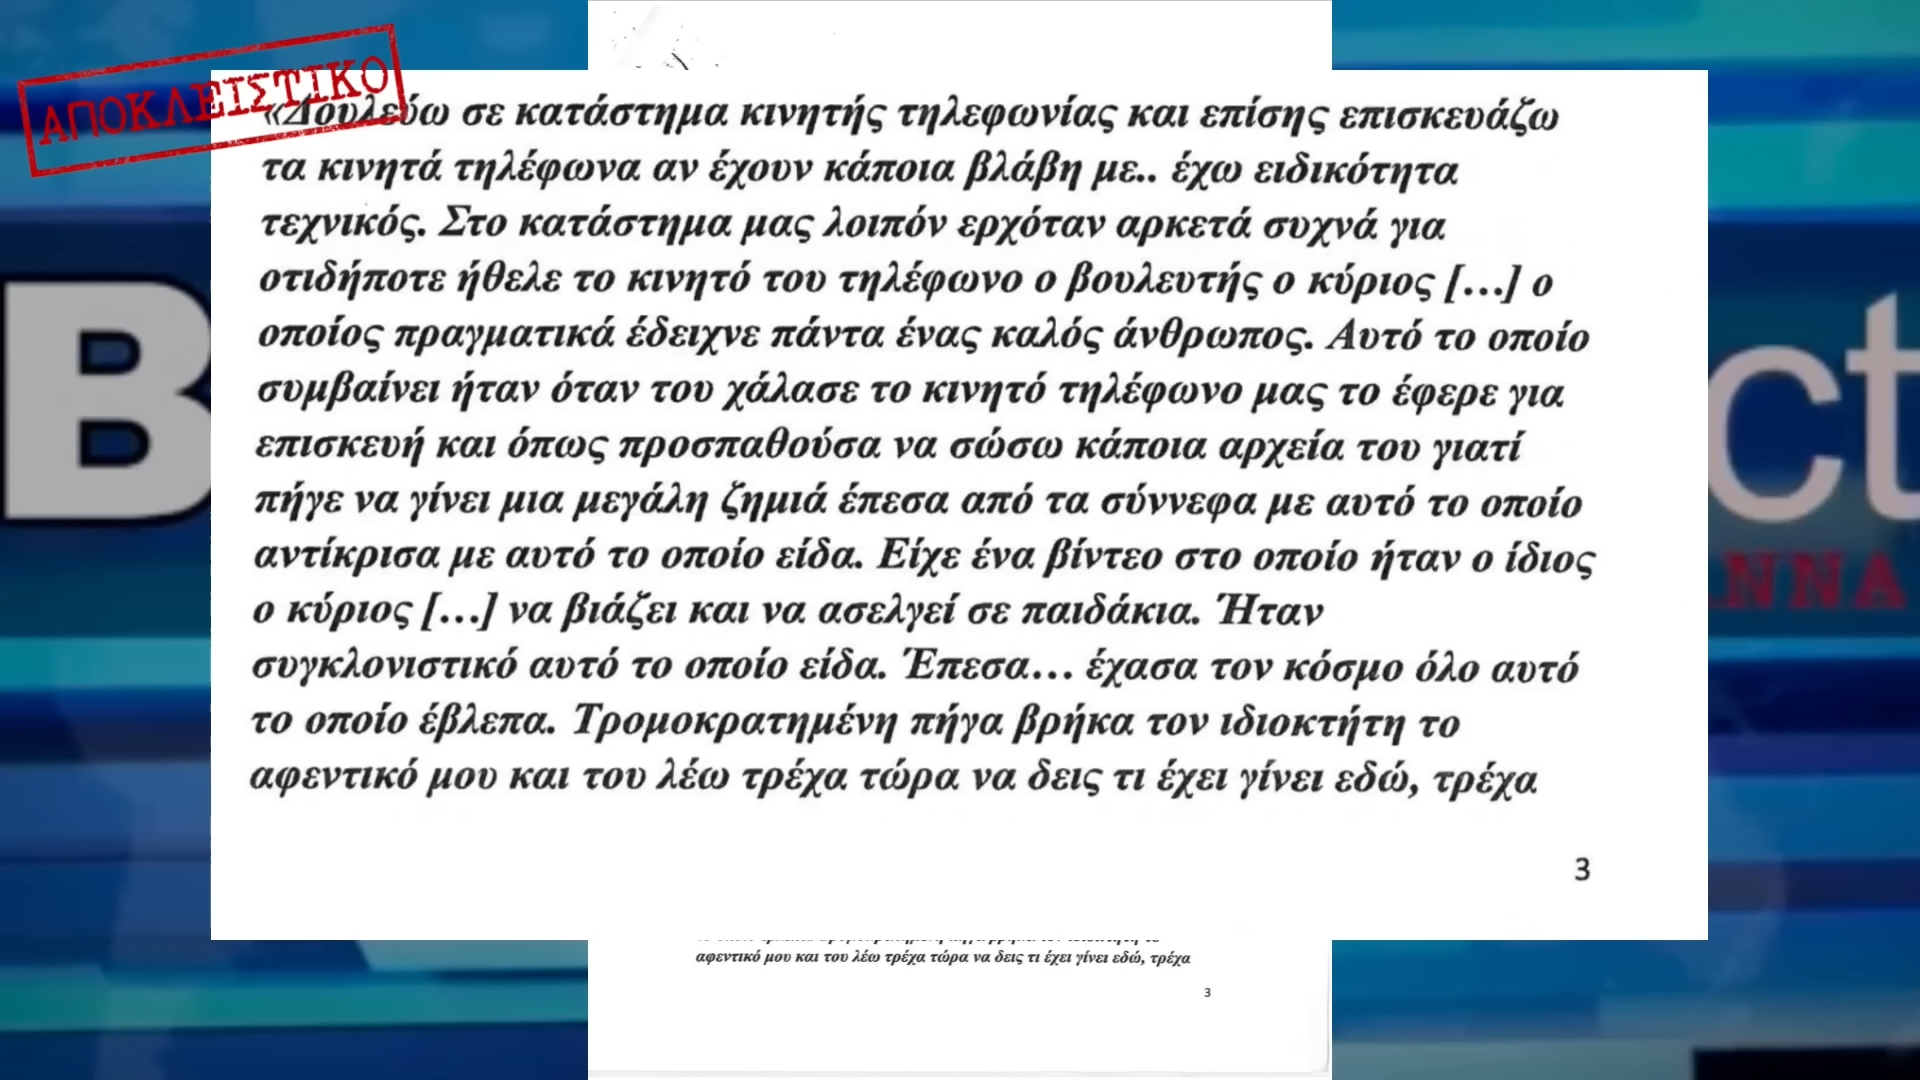 ΑΠΟΚΛΕΙΣΤΙΚΟ
«Δουλεύω σε κατάστημα κινητής τηλεφωνίας και επίσης επισκευάζω
τα κινητά τηλέφωνα αν έχουν κάποια βλάβη με.. έχω ειδικότητα
τεχνικός. Στο κατάστημα μας λοιπόν ερχόταν αρκετά συχνά για
οτιδήποτε ήθελε το κινητό του τηλέφωνο ο βουλευτής ο κύριος [...] ο
οποίος πραγματικά έδειχνε πάντα ένας καλός άνθρωπος. Αυτό το οποίο
συμβαίνει ήταν όταν του χάλασε το κινητό τηλέφωνο μας το έφερε για
επισκευή και όπως προσπαθούσα να σώσω κάποια αρχεία του γιατί
πήγε να γίνει μια μεγάλη ζημιά έπεσα από τα σύννεφα με αυτό το οποίο
αντίκρισα με αυτό το οποίο είδα. Είχε ένα βίντεο στο οποίο ήταν ο ίδιος
ο κύριος [...] να βιάζει και να ασελγεί σε παιδάκια. Ήταν
συγκλονιστικό αυτό το οποίο είδα. Έπεσα... έχασα τον κόσμο όλο αυτό
το οποίο έβλεπα. Τρομοκρατημένη πήγα βρήκα τον ιδιοκτήτη το
αφεντικό μου και του λέω τρέχα τώρα να δεις τι έχει γίνει εδώ, τρέχα
3
αφεντικό μου και του λέω τρέχα τώρα να δεις τι έχει γίνει εδώ, τρέχα
3
B
ct
ΝΝΑ